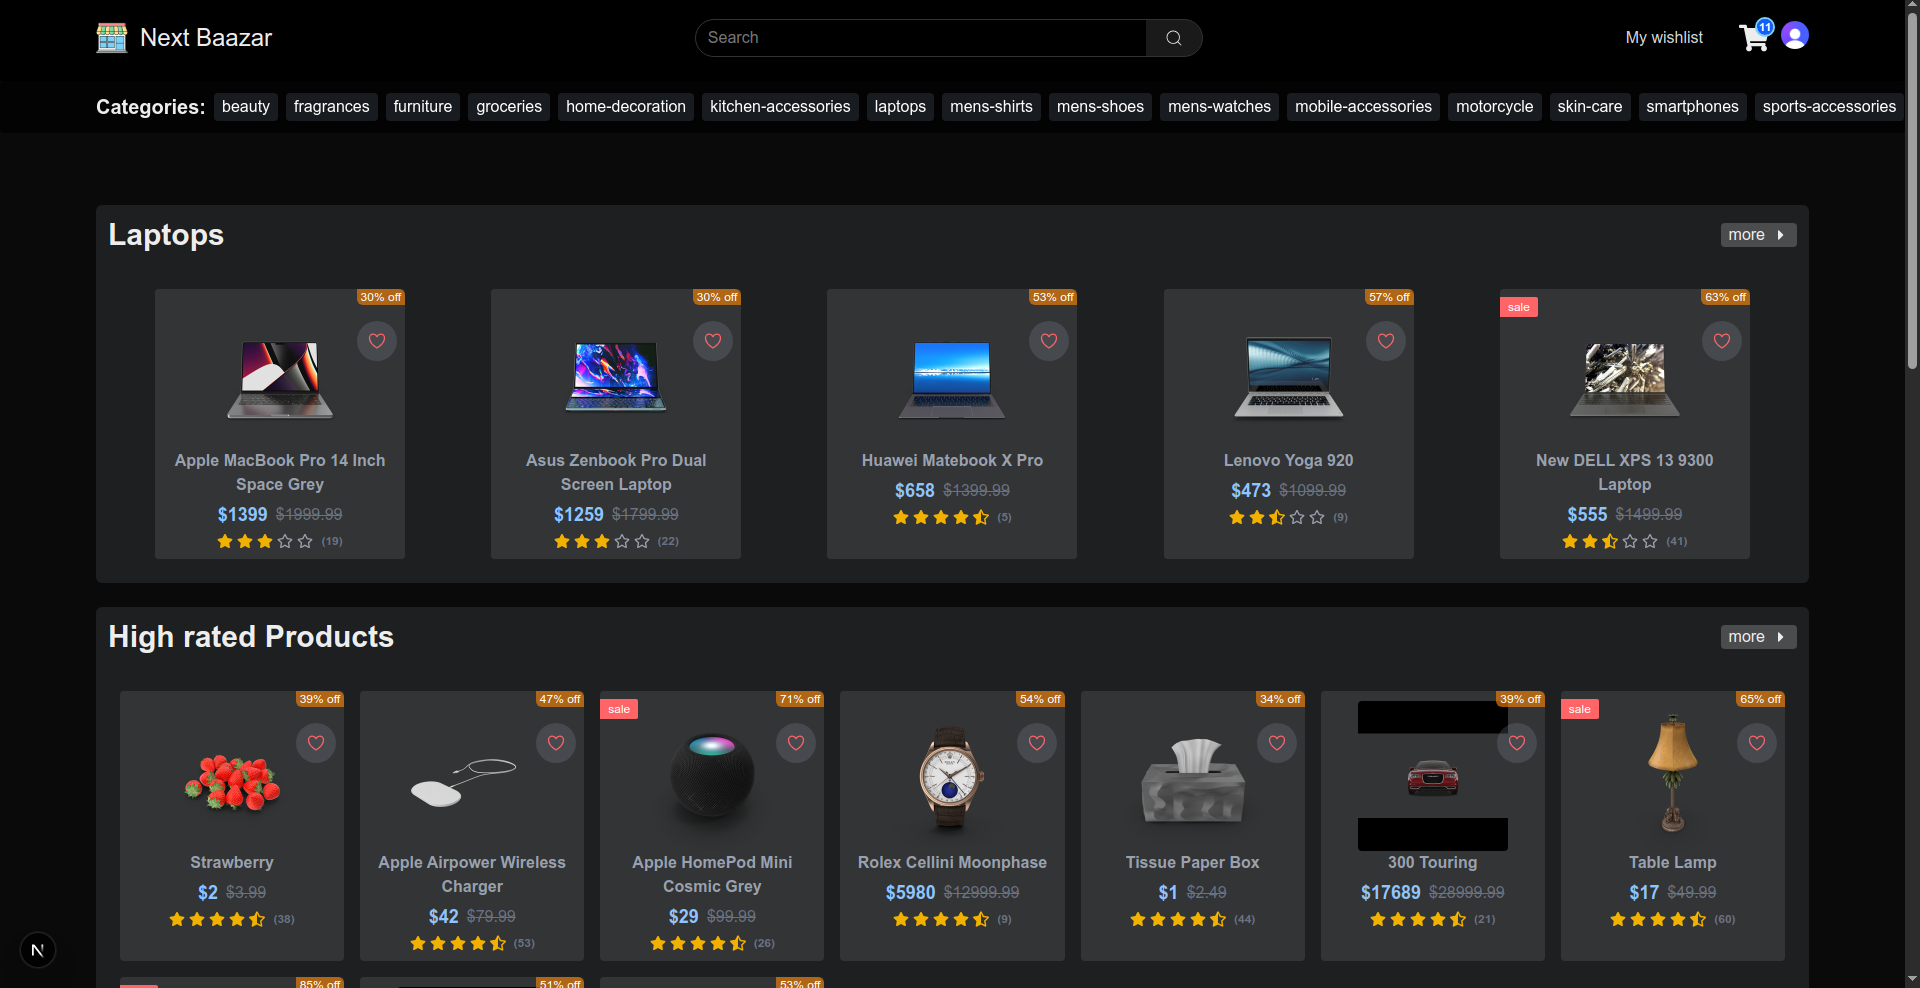 Next Baazar
Search
My wishlist
11
Categories: beauty fragrances furniture groceries home-decoration kitchen-accessories laptops mens-shirts mens-shoes mens-watches mobile-accessories motorcycle skin-care smartphones sports-accessories
Laptops
more
30% off
Apple MacBook Pro 14 Inch
Space Grey
$1399 $1999.99
(19)
30% off
Asus Zenbook Pro Dual
Screen Laptop
$1259 $1799.99
(22)
53% off
Huawei Matebook X Pro
$658 $1399.99
(5)
57% off
Lenovo Yoga 920
$473 $1099.99
(9)
sale
63% off
New DELL XPS 13 9300
Laptop
$555 $1499.99
(41)
High rated Products
more
39% off
Strawberry
$2 $3.99
(38)
47% off
Apple Airpower Wireless
Charger
$42 $79.99
(53)
sale
71% off
Apple HomePod Mini
Cosmic Grey
$29 $99.99
(26)
54% off
Rolex Cellini Moonphase
$5980 $12999.99
(9)
34% off
Tissue Paper Box
$1 $2.49
(44)
39% off
300 Touring
$17689 $28999.99
(21)
sale
65% off
Table Lamp
$17 $49.99
(60)
N
85% off
51% off
53% off